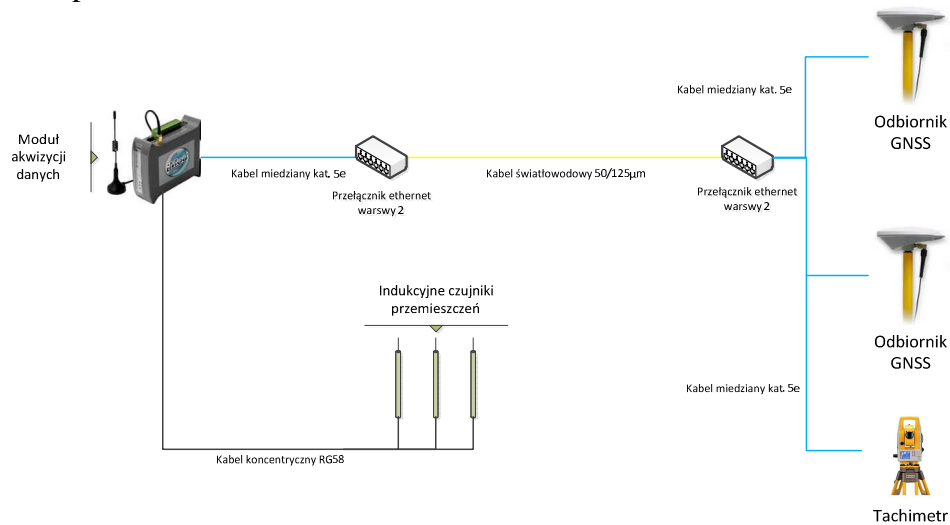 Kabel miedziany kat. 5e
Odbiornik
GNSS
Moduł
akwizycji
danych
Kabel miedziany kat. 5e
Kabel światłowodowy 50/125μm
Przełącznik ethernet
warswy 2
Przełącznik ethernet
warswy 2
Indukcyjne czujniki
przemieszczeń
Odbiornik
GNSS
Kabel miedziany kat. 5e
Kabel koncentryczny RG58
Tachimetr